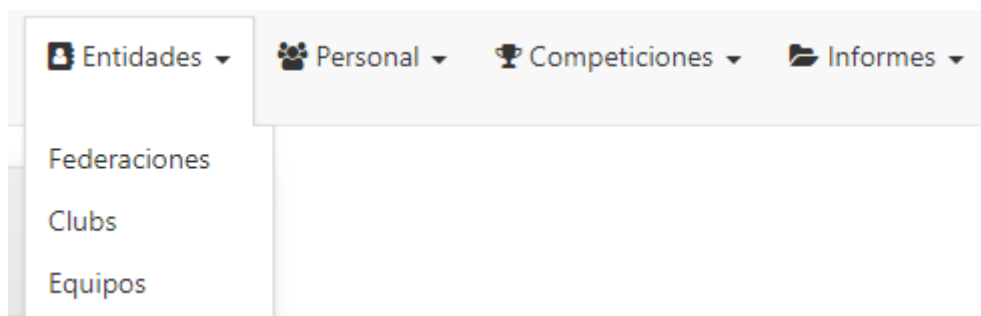 Entidades Personal Competiciones Informes
Federaciones
Clubs
Equipos